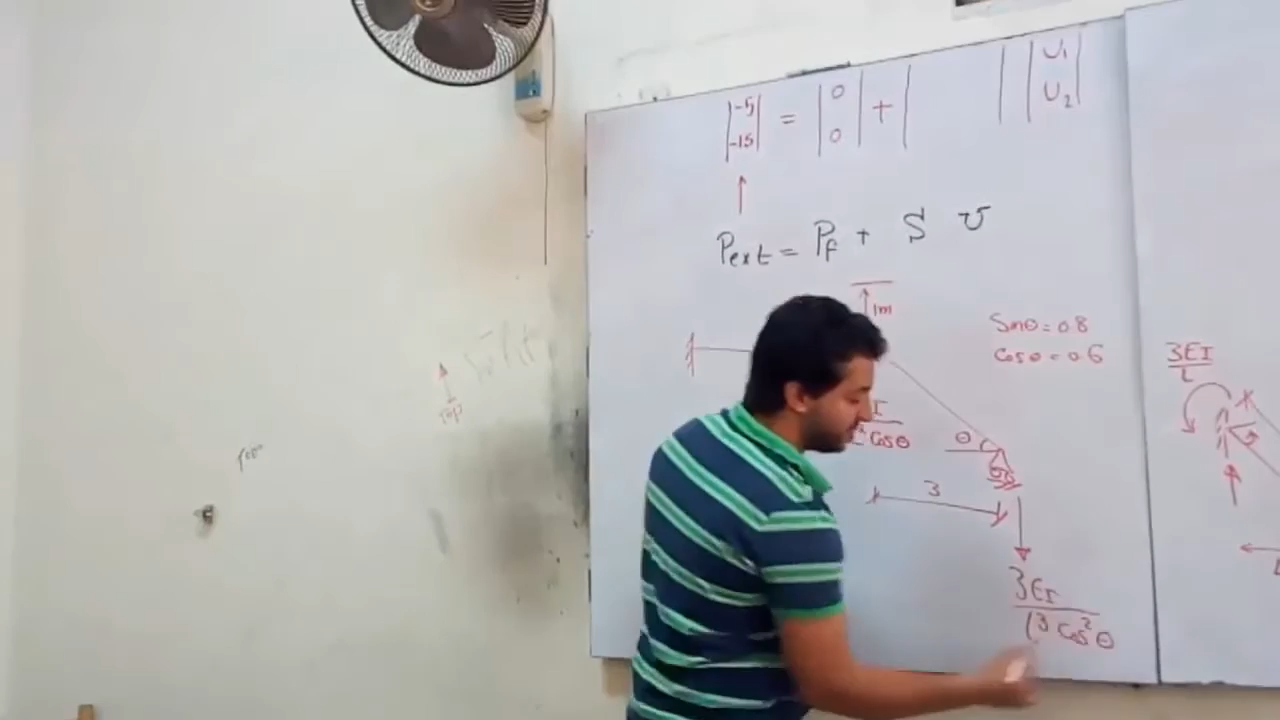 |-5| = |0| + | | |U₁|
|-15| |0| |U₂|
Pext = Pf + S υ
1m
Sinθ = 0.8
Cosθ = 0.6
3EI
L
Cosθ
θ
3
3EI
L³ Cos²θ